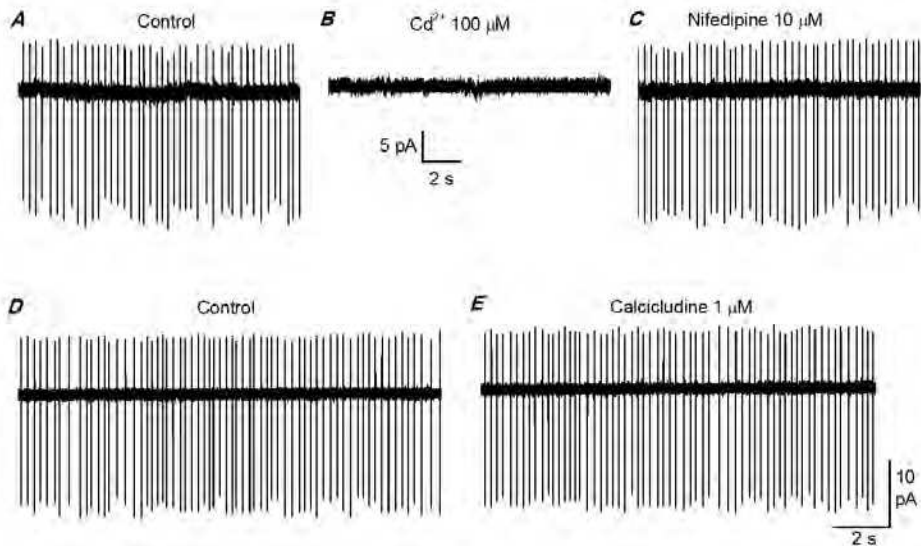 A Control
B Cd²⁺ 100 μM
C Nifedipine 10 μM
5 pA
2 s
D Control
E Calcicludine 1 μM
10
pA
2 s